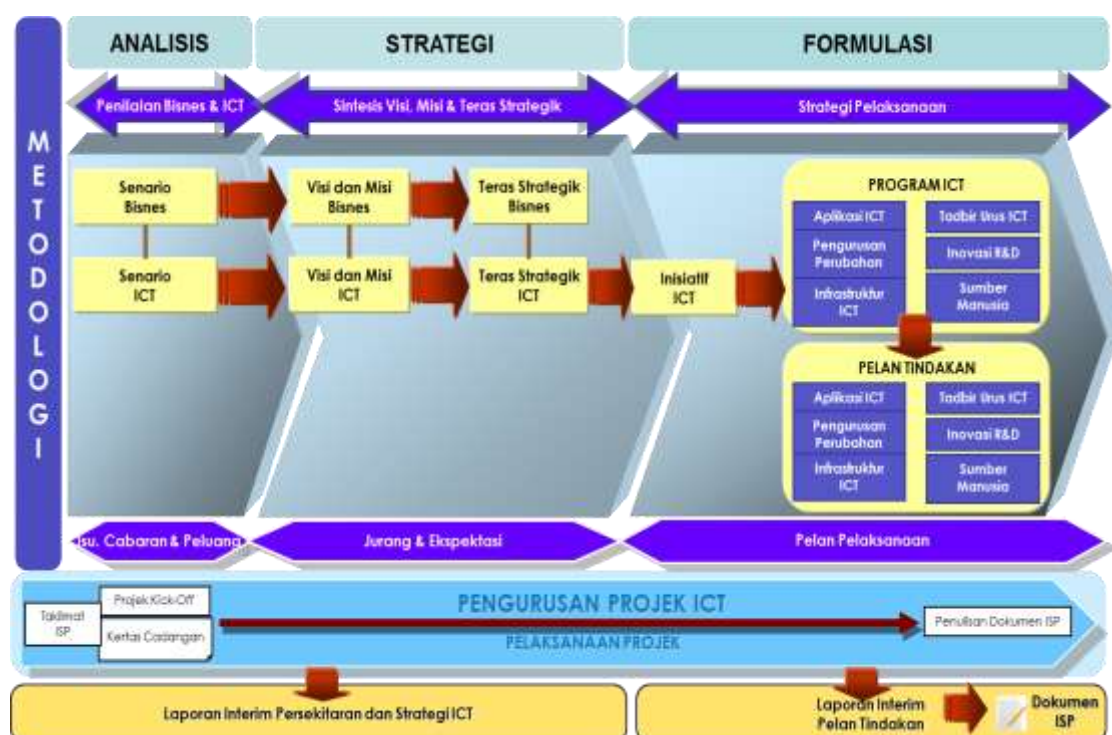 METODOLOGI
ANALISIS
STRATEGI
FORMULASI
Penilaian Bisnes & ICT
Sintesis Visi, Misi & Teras Strategik
Strategi Pelaksanaan
Senario
Bisnes
Visi dan Misi
Bisnes
Teras Strategik
Bisnes
Senario
ICT
Visi dan Misi
ICT
Teras Strategik
ICT
Inisiatif
ICT
PROGRAM ICT
Aplikasi ICT
Tadbir Urus ICT
Pengurusan
Perubahan
Inovasi R&D
Infrastruktur
ICT
Sumber
Manusia
PELAN TINDAKAN
Aplikasi ICT
Tadbir Urus ICT
Pengurusan
Perubahan
Inovasi R&D
Infrastruktur
ICT
Sumber
Manusia
Isu, Cabaran & Peluang
Jurang & Ekspektasi
Pelan Pelaksanaan
Taklimat
ISP
Projek Kick-Off
Kertas Cadangan
PENGURUSAN PROJEK ICT
PELAKSANAAN PROJEK
Penulisan Dokumen ISP
Laporan Interim Persekitaran dan Strategi ICT
Laporan Interim
Pelan Tindakan
Dokumen
ISP